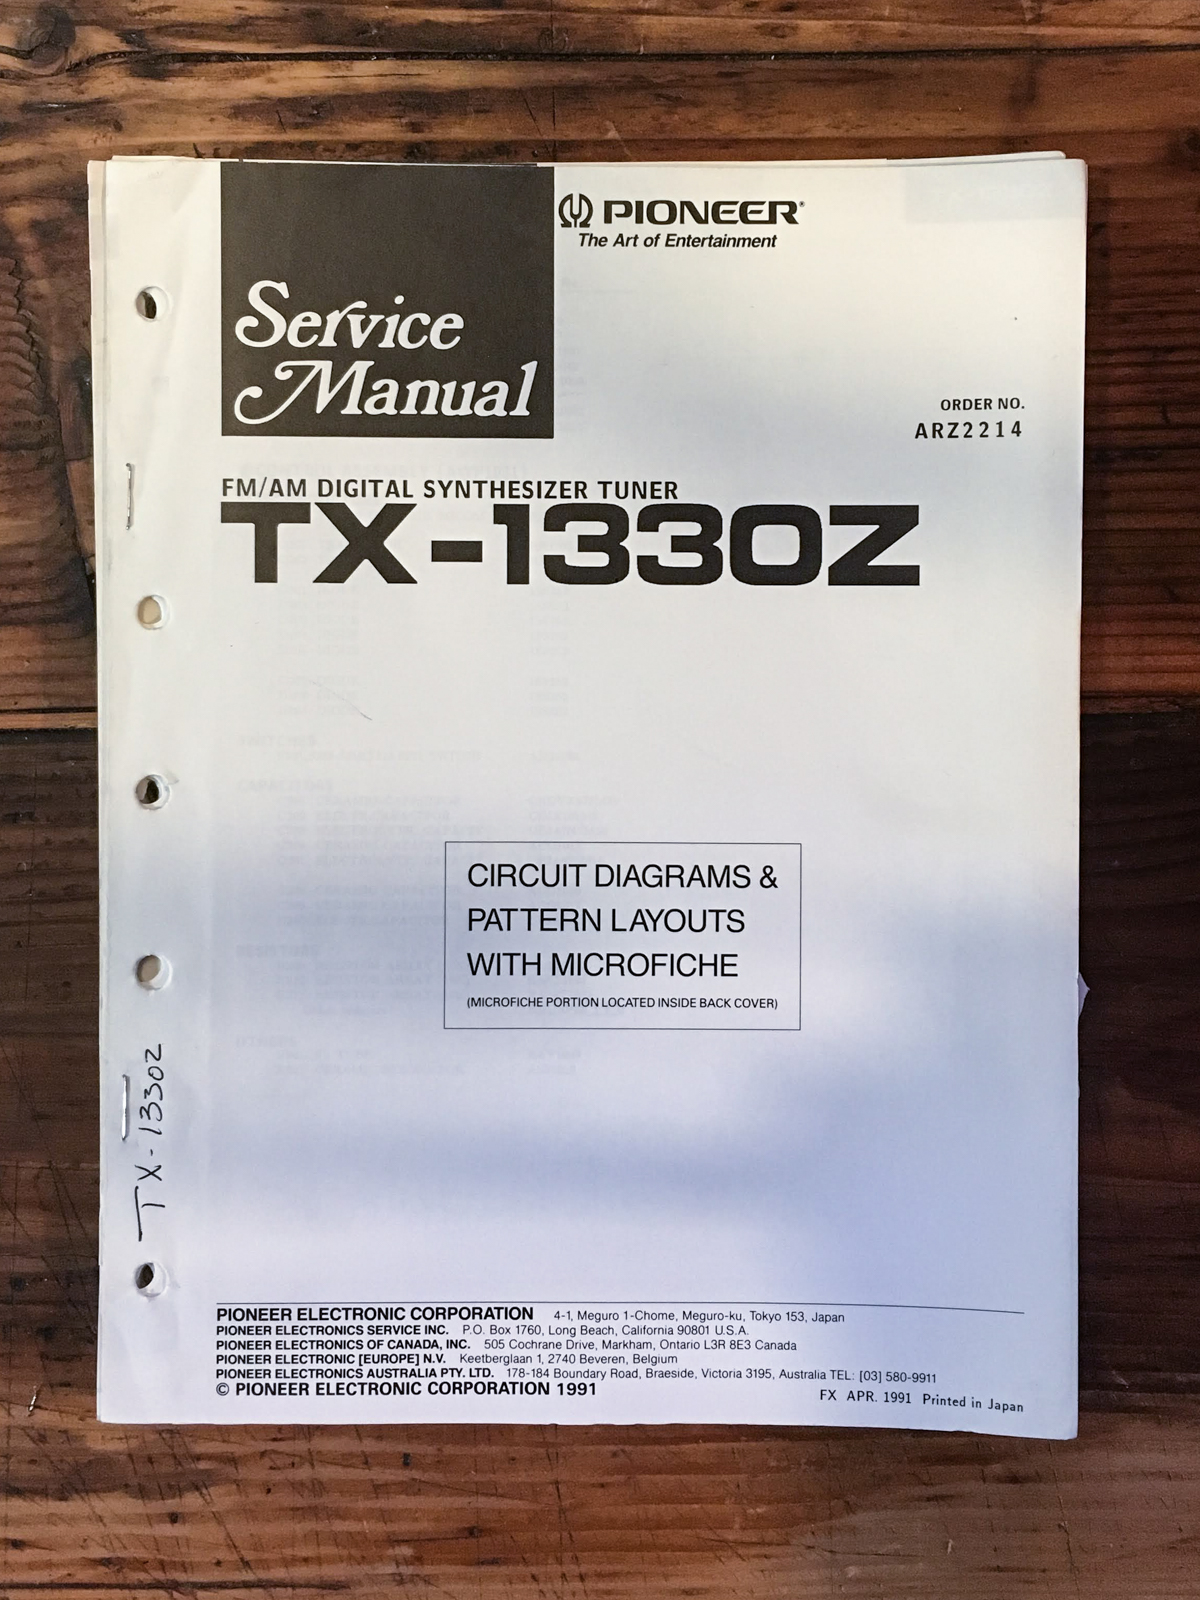 Service
Manual
PIONEER®
The Art of Entertainment
ORDER NO.
ARZ2214
FM/AM DIGITAL SYNTHESIZER TUNER
TX-1330Z
CIRCUIT DIAGRAMS &
PATTERN LAYOUTS
WITH MICROFICHE
(MICROFICHE PORTION LOCATED INSIDE BACK COVER)
TX-1330Z
PIONEER ELECTRONIC CORPORATION 4-1, Meguro 1-Chome, Meguro-ku, Tokyo 153, Japan
PIONEER ELECTRONICS SERVICE INC. P.O. Box 1760, Long Beach, California 90801 U.S.A.
PIONEER ELECTRONICS OF CANADA, INC. 505 Cochrane Drive, Markham, Ontario L3R 8E3 Canada
PIONEER ELECTRONIC [EUROPE] N.V. Keetberglaan 1, 2740 Beveren, Belgium
PIONEER ELECTRONICS AUSTRALIA PTY. LTD. 178-184 Boundary Road, Braeside, Victoria 3195, Australia TEL: [03] 580-9911
© PIONEER ELECTRONIC CORPORATION 1991
FX APR. 1991 Printed in Japan